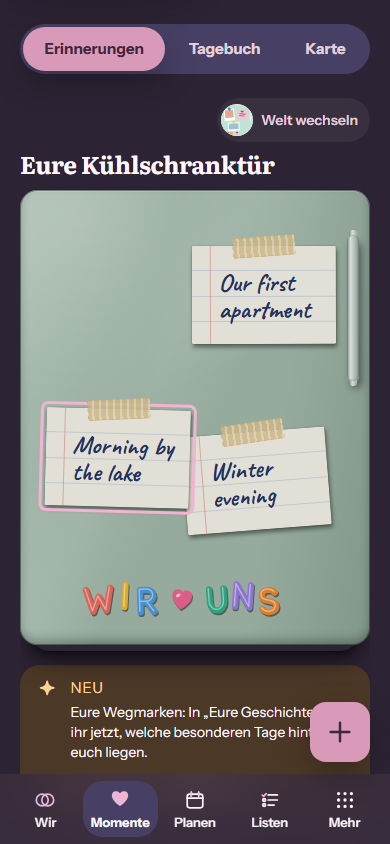 Erinnerungen Tagebuch Karte
Welt wechseln
Eure Kühlschranktür
Our first
apartment
Morning by
the lake
Winter
evening
WIR UNS
NEU
Eure Wegmarken: In „Eure Geschichte
ihr jetzt, welche besonderen Tage
euch liegen.
Wir Momente Planen Listen Mehr